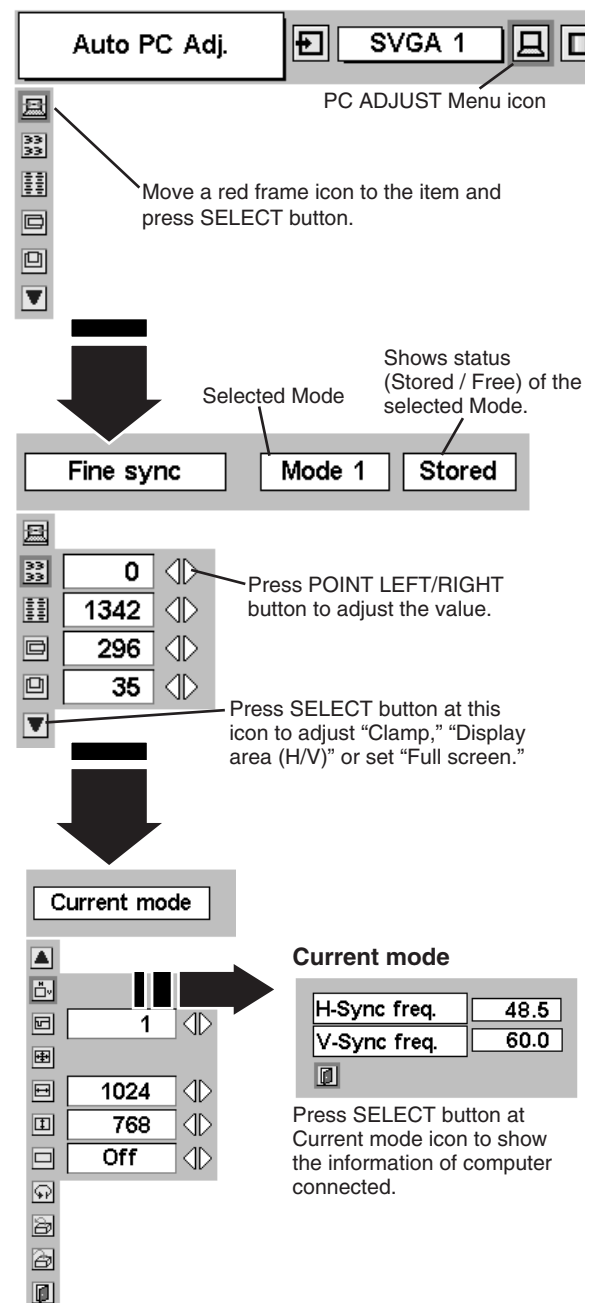 Auto PC Adj.
SVGA 1
PC ADJUST Menu icon
Move a red frame icon to the item and
press SELECT button.
Selected Mode
Shows status
(Stored / Free) of the
selected Mode.
Fine sync
Mode 1
Stored
0
1342
296
35
Press POINT LEFT/RIGHT
button to adjust the value.
Press SELECT button at this
icon to adjust “Clamp,” “Display
area (H/V)” or set “Full screen.”
Current mode
1
1024
768
Off
Current mode
H-Sync freq. 48.5
V-Sync freq. 60.0
Press SELECT button at
Current mode icon to show
the information of computer
connected.